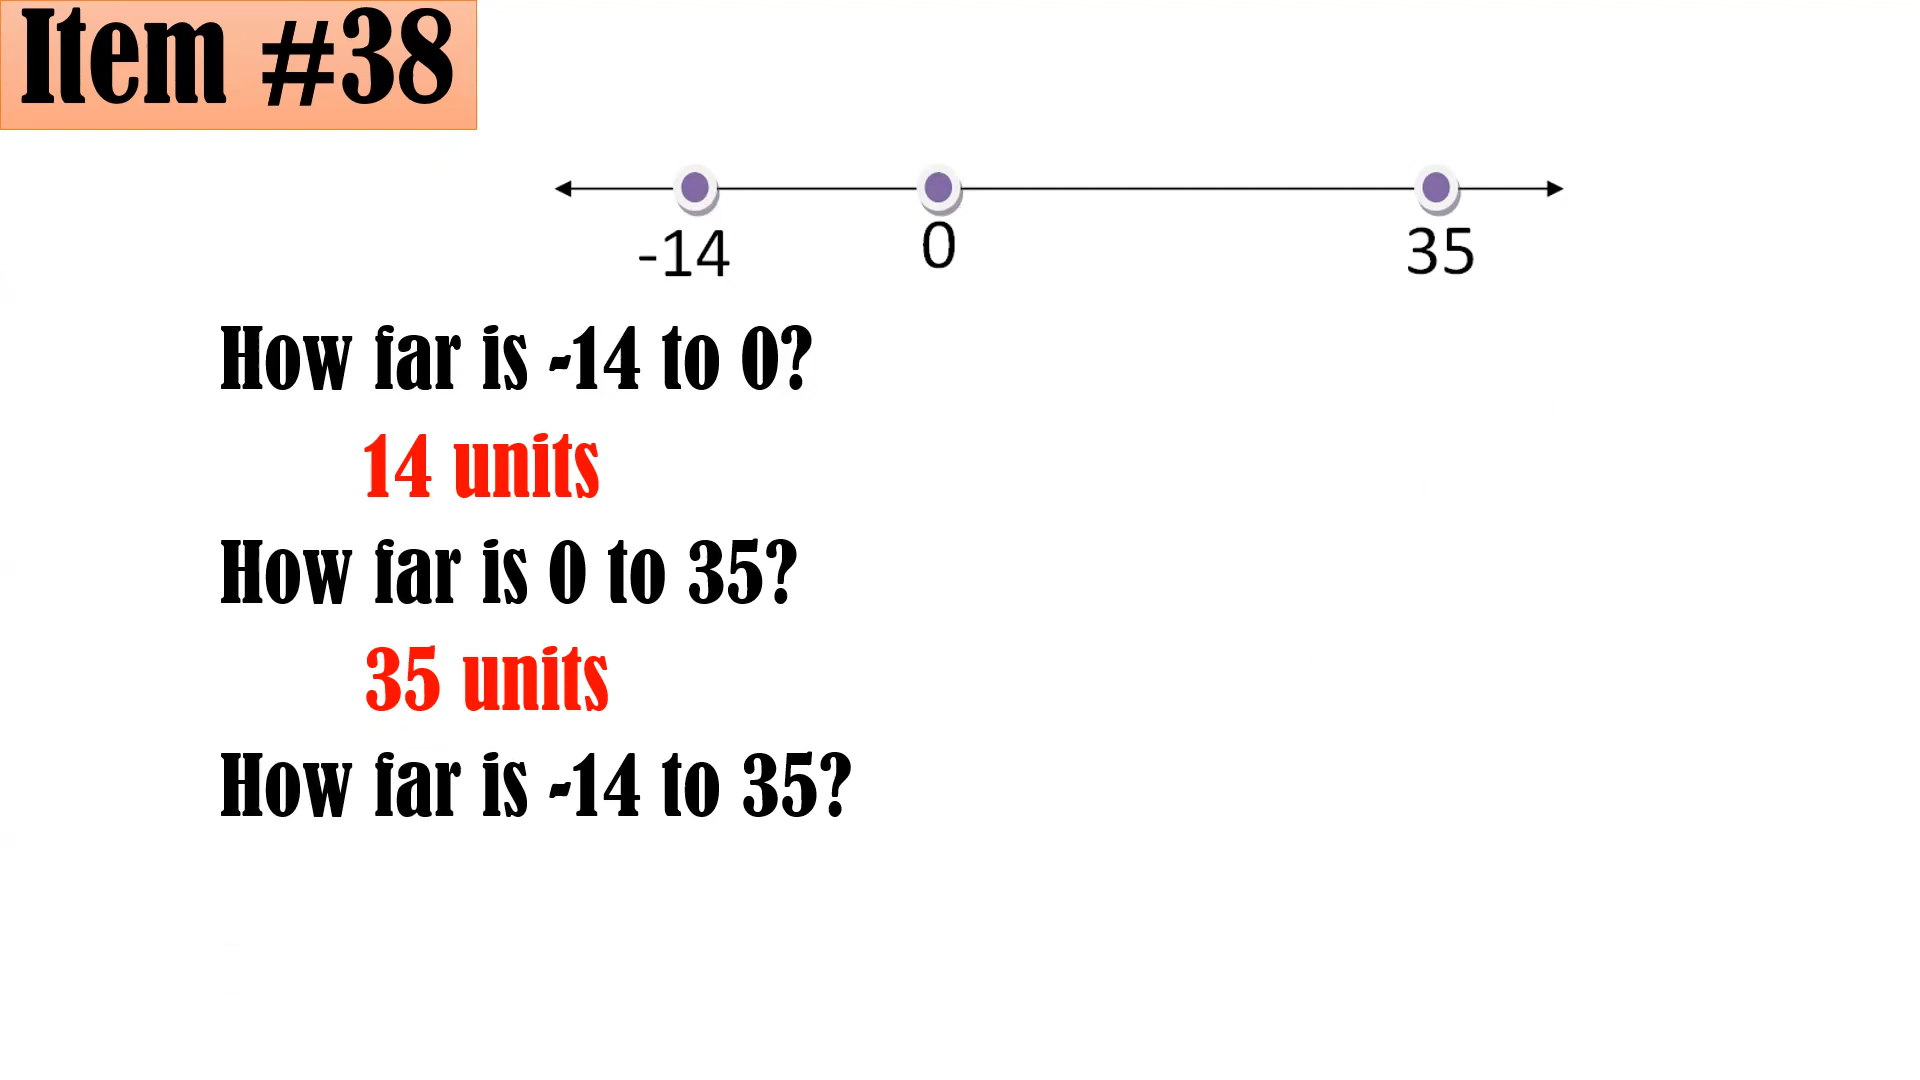 Item #38
-14 0 35
How far is -14 to 0?
14 units
How far is 0 to 35?
35 units
How far is -14 to 35?